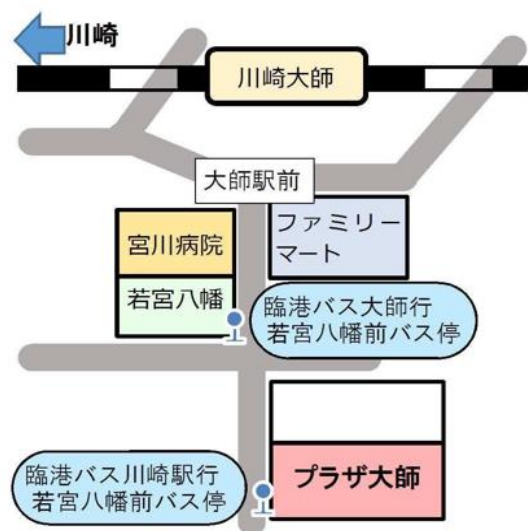 川崎
川崎大師
大師駅前
宮川病院
ファミリー
マート
若宮八幡
臨港バス大師行
若宮八幡前バス停
臨港バス川崎駅行
若宮八幡前バス停
プラザ大師